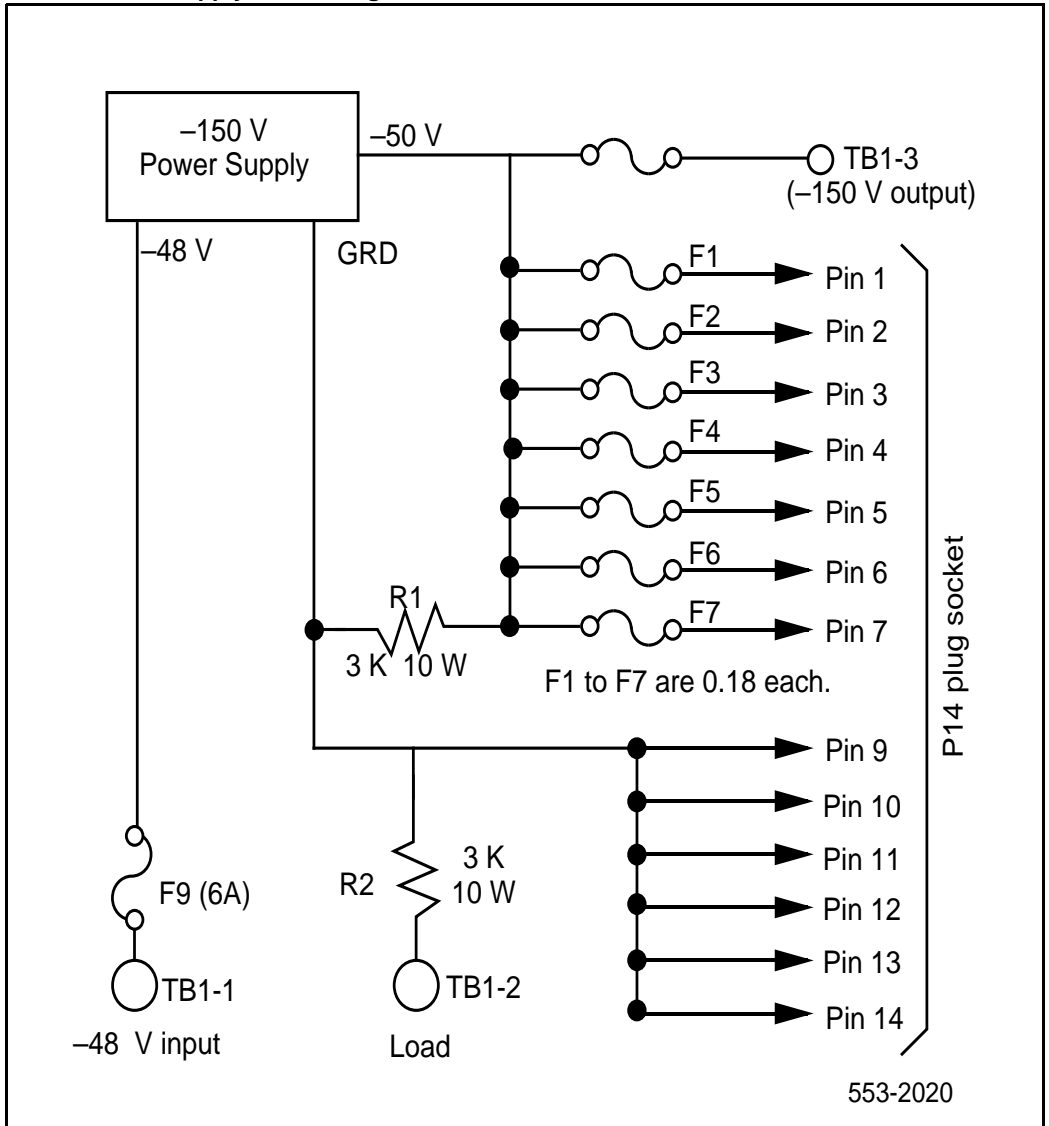 –150 V
Power Supply
–50 V
TB1-3
(–150 V output)
–48 V
GRD
F1
Pin 1
F2
Pin 2
F3
Pin 3
F4
Pin 4
F5
Pin 5
F6
Pin 6
R1
F7
Pin 7
3 K 10 W
F1 to F7 are 0.18 each.
P14 plug socket
Pin 9
Pin 10
3 K
Pin 11
R2
10 W
F9 (6A)
Pin 12
Pin 13
TB1-1
TB1-2
Pin 14
–48 V input
Load
553-2020